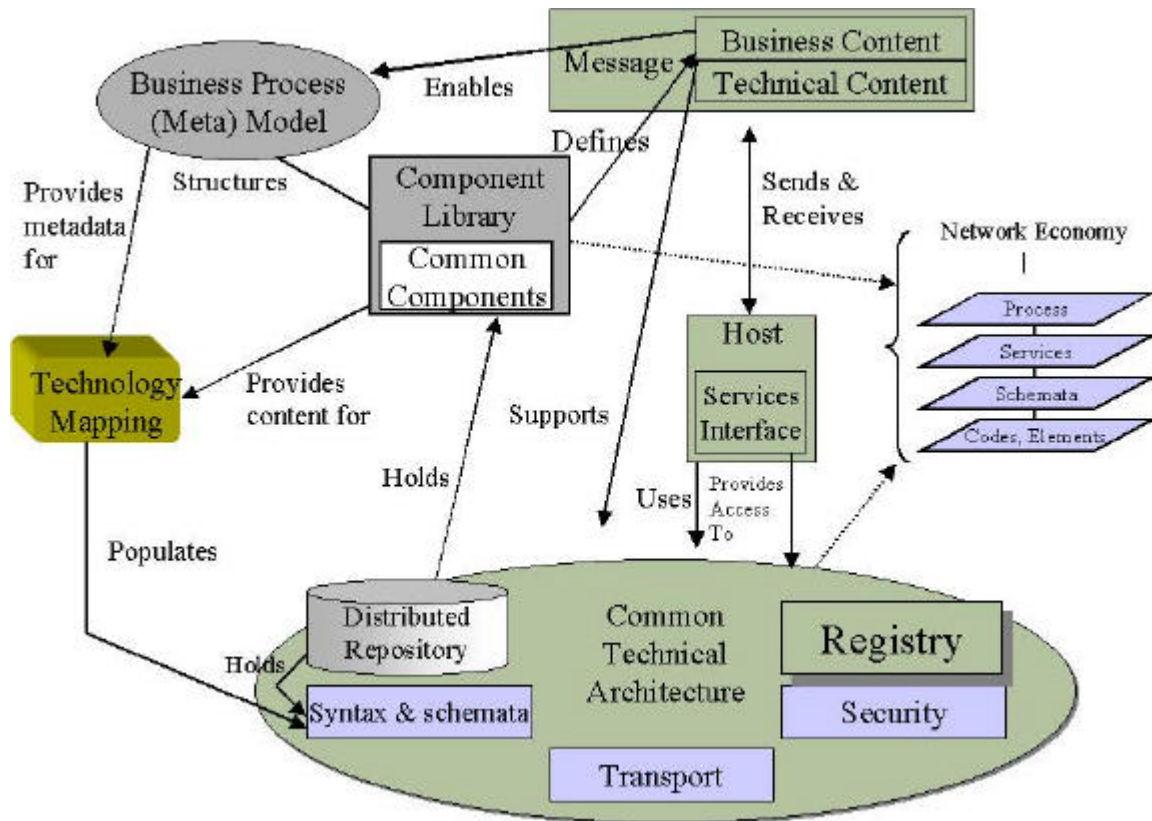 Business Content
Message
Technical Content
Enables
Business Process
(Meta) Model
Defines
Structures
Component
Library
Common
Components
Provides
metadata
for
Sends &
Receives
Network Economy
Process
Services
Schemata
Codes, Elements
Host
Services
Interface
Technology
Mapping
Provides
content for
Supports
Holds
Uses
Provides
Access
To
Populates
Distributed
Repository
Holds
Syntax & schemata
Common
Technical
Architecture
Registry
Security
Transport